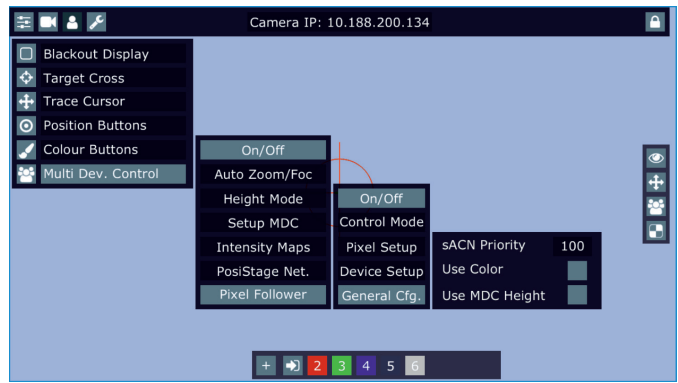 Camera IP: 10.188.200.134
Blackout Display
Target Cross
Trace Cursor
Position Buttons
Colour Buttons
Multi Dev. Control
On/Off
Auto Zoom/Foc
Height Mode
Setup MDC
Intensity Maps
PosiStage Net.
Pixel Follower
On/Off
Control Mode
Pixel Setup
Device Setup
General Cfg.
sACN Priority 100
Use Color
Use MDC Height
+ 2 3 4 5 6